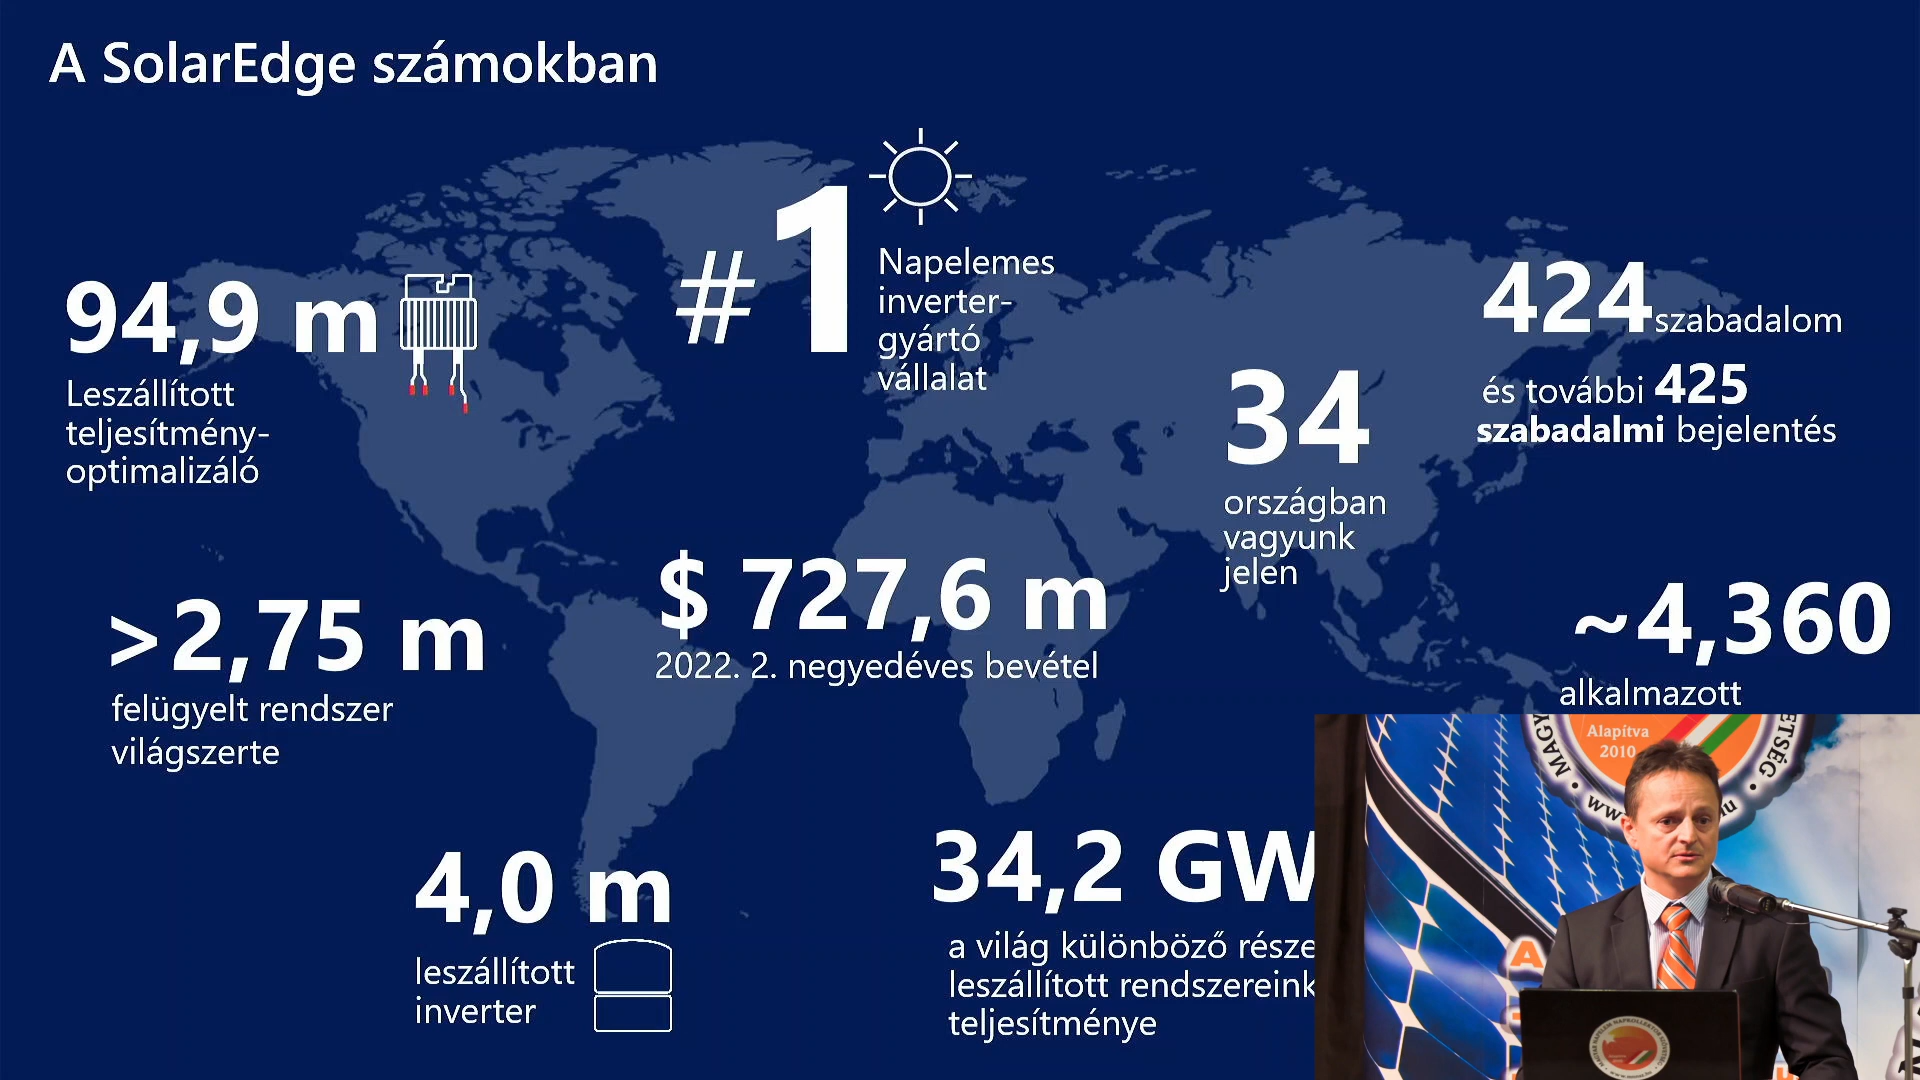 A SolarEdge számokban
#1
Napelemes
inverter-
gyártó
vállalat
94,9 m
Leszállított
teljesítmény-
optimalizáló
424 szabadalom
és további 425
szabadalmi bejelentés
34
országban
vagyunk
jelen
$ 727,6 m
2022. 2. negyedéves bevétel
>2,75 m
felügyelt rendszer
világszerte
~4,360
alkalmazott
4,0 m
leszállított
inverter
34,2 GW
a világ különböző része
leszállított rendszereink
teljesítménye
Alapítva
2010